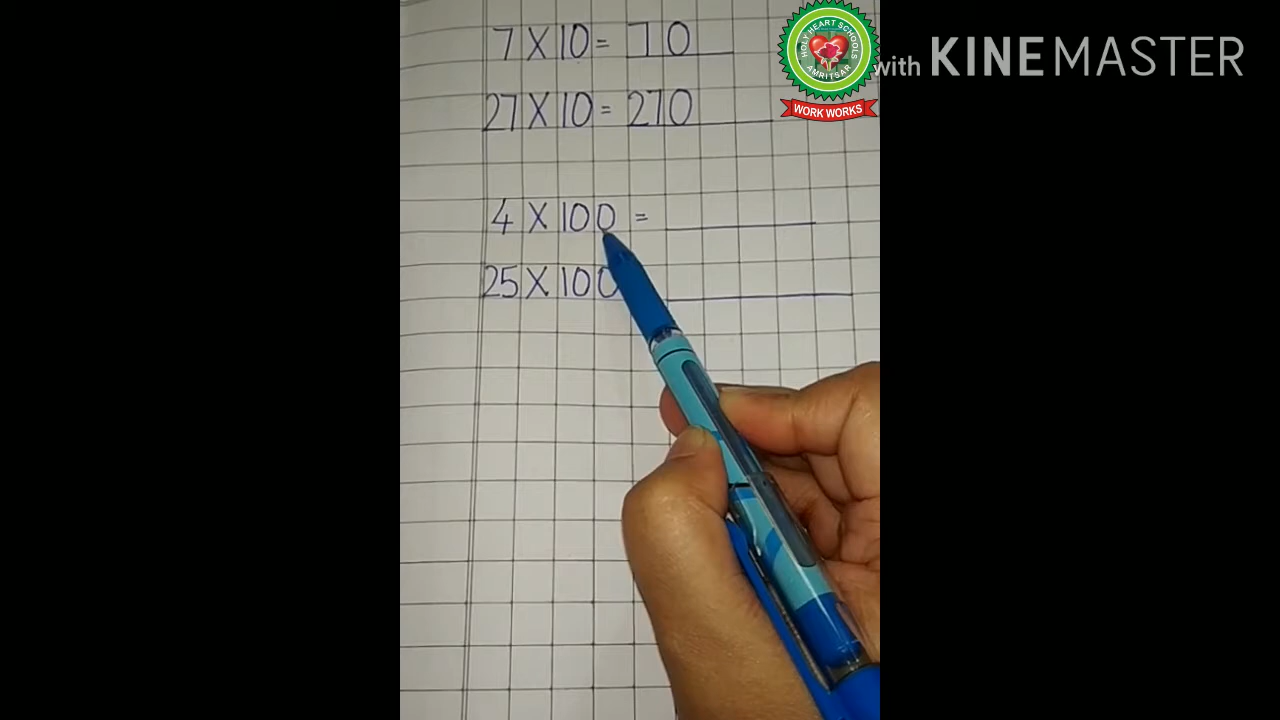 7 X 10 = 70
27 X 10 = 270
4 X 100 =
25 X 100
HOLY HEART SCHOOLS
AMRITSAR
WORK WORKS
with KINEMASTER